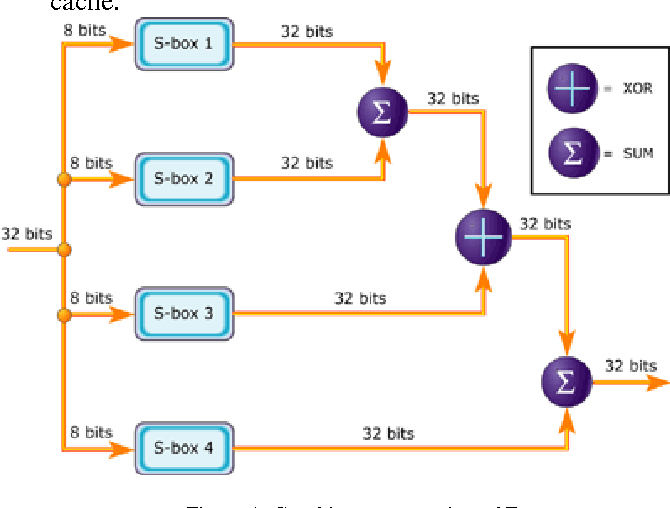 cache.
8 bits
S-box 1
32 bits
32 bits
Σ
= XOR
= SUM
Σ
8 bits
S-box 2
32 bits
32 bits
32 bits
8 bits
S-box 3
32 bits
Σ
32 bits
8 bits
S-box 4
32 bits